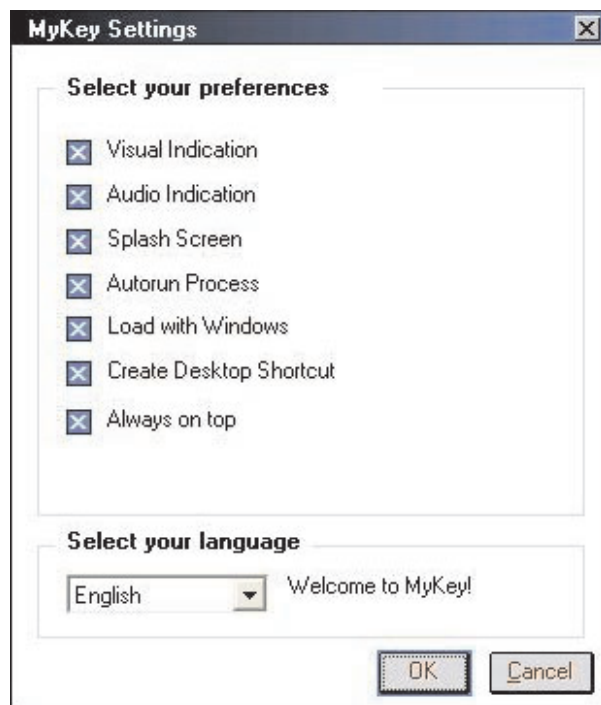 MyKey Settings
Select your preferences
Visual Indication
Audio Indication
Splash Screen
Autorun Process
Load with Windows
Create Desktop Shortcut
Always on top
Select your language
English
Welcome to MyKey!
OK
Cancel